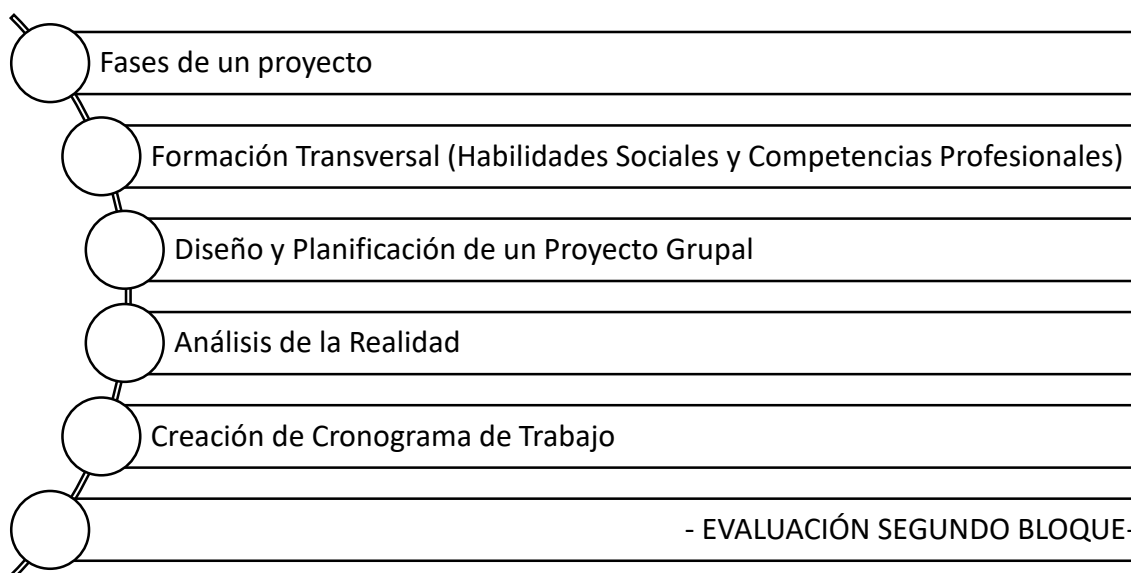 Fases de un proyecto
Formación Transversal (Habilidades Sociales y Competencias Profesionales)
Diseño y Planificación de un Proyecto Grupal
Análisis de la Realidad
Creación de Cronograma de Trabajo
- EVALUACIÓN SEGUNDO BLOQUE-